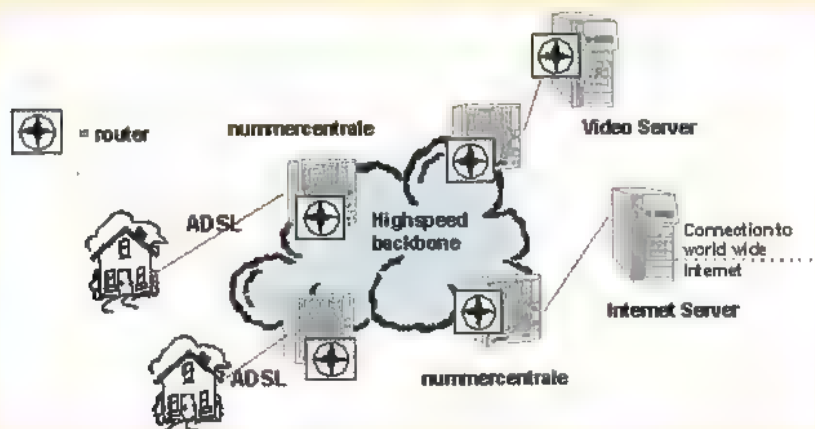 = router
nummercentrale
Video Server
ADSL
Highspeed
backbone
Connection to
world wide
Internet
Internet Server
ADSL
nummercentrale